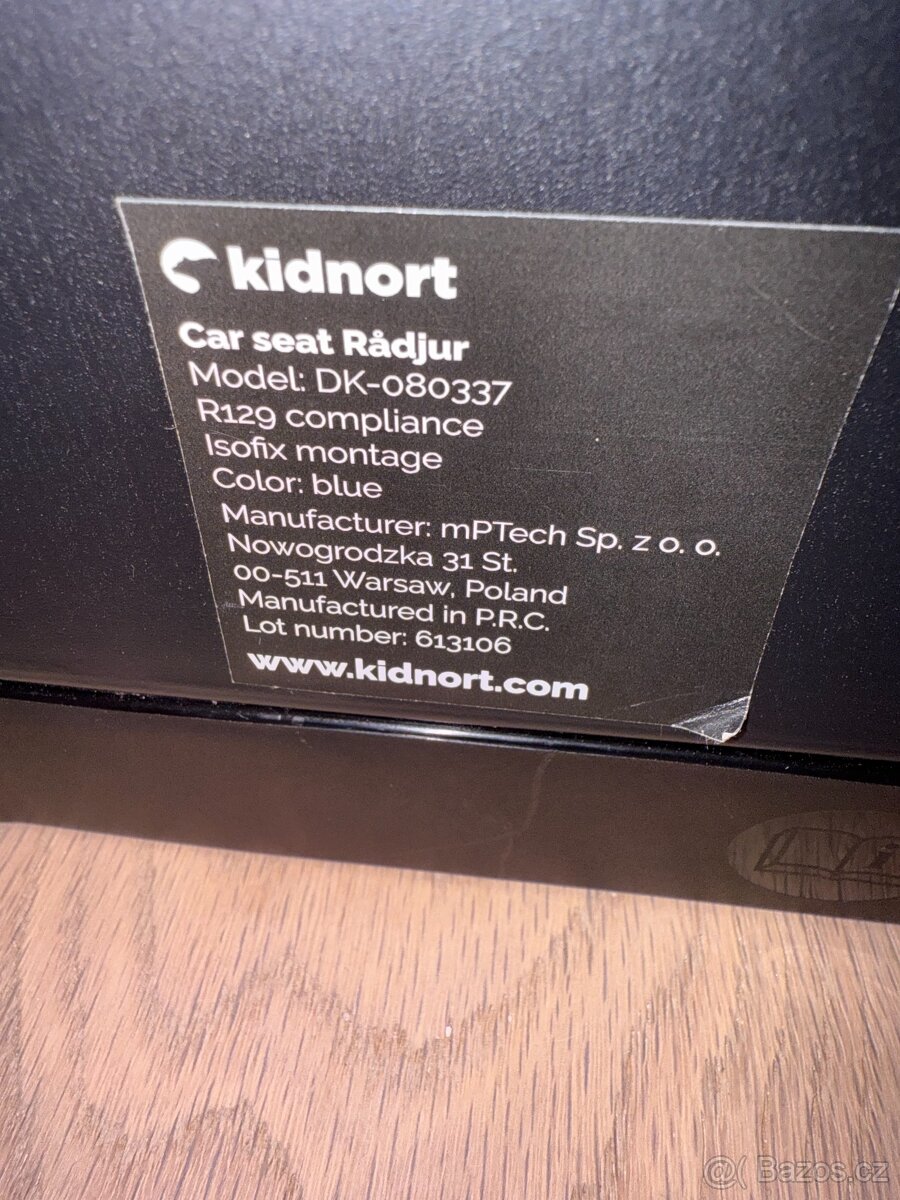 kidnort
Car seat Rådjur
Model: DK-080337
R129 compliance
Isofix montage
Color: blue
Manufacturer: mPTech Sp. z o. o.
Nowogrodzka 31 St.
00-511 Warsaw, Poland
Manufactured in P.R.C.
Lot number: 613106
www.kidnort.com
@( Bazos.cz